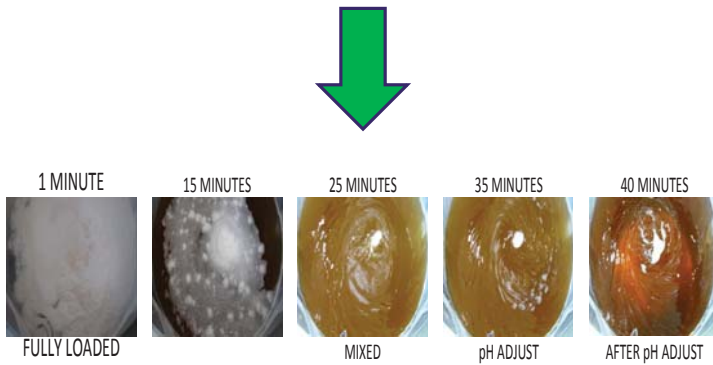 1 MINUTE
15 MINUTES
25 MINUTES
35 MINUTES
40 MINUTES
FULLY LOADED
MIXED
pH ADJUST
AFTER pH ADJUST